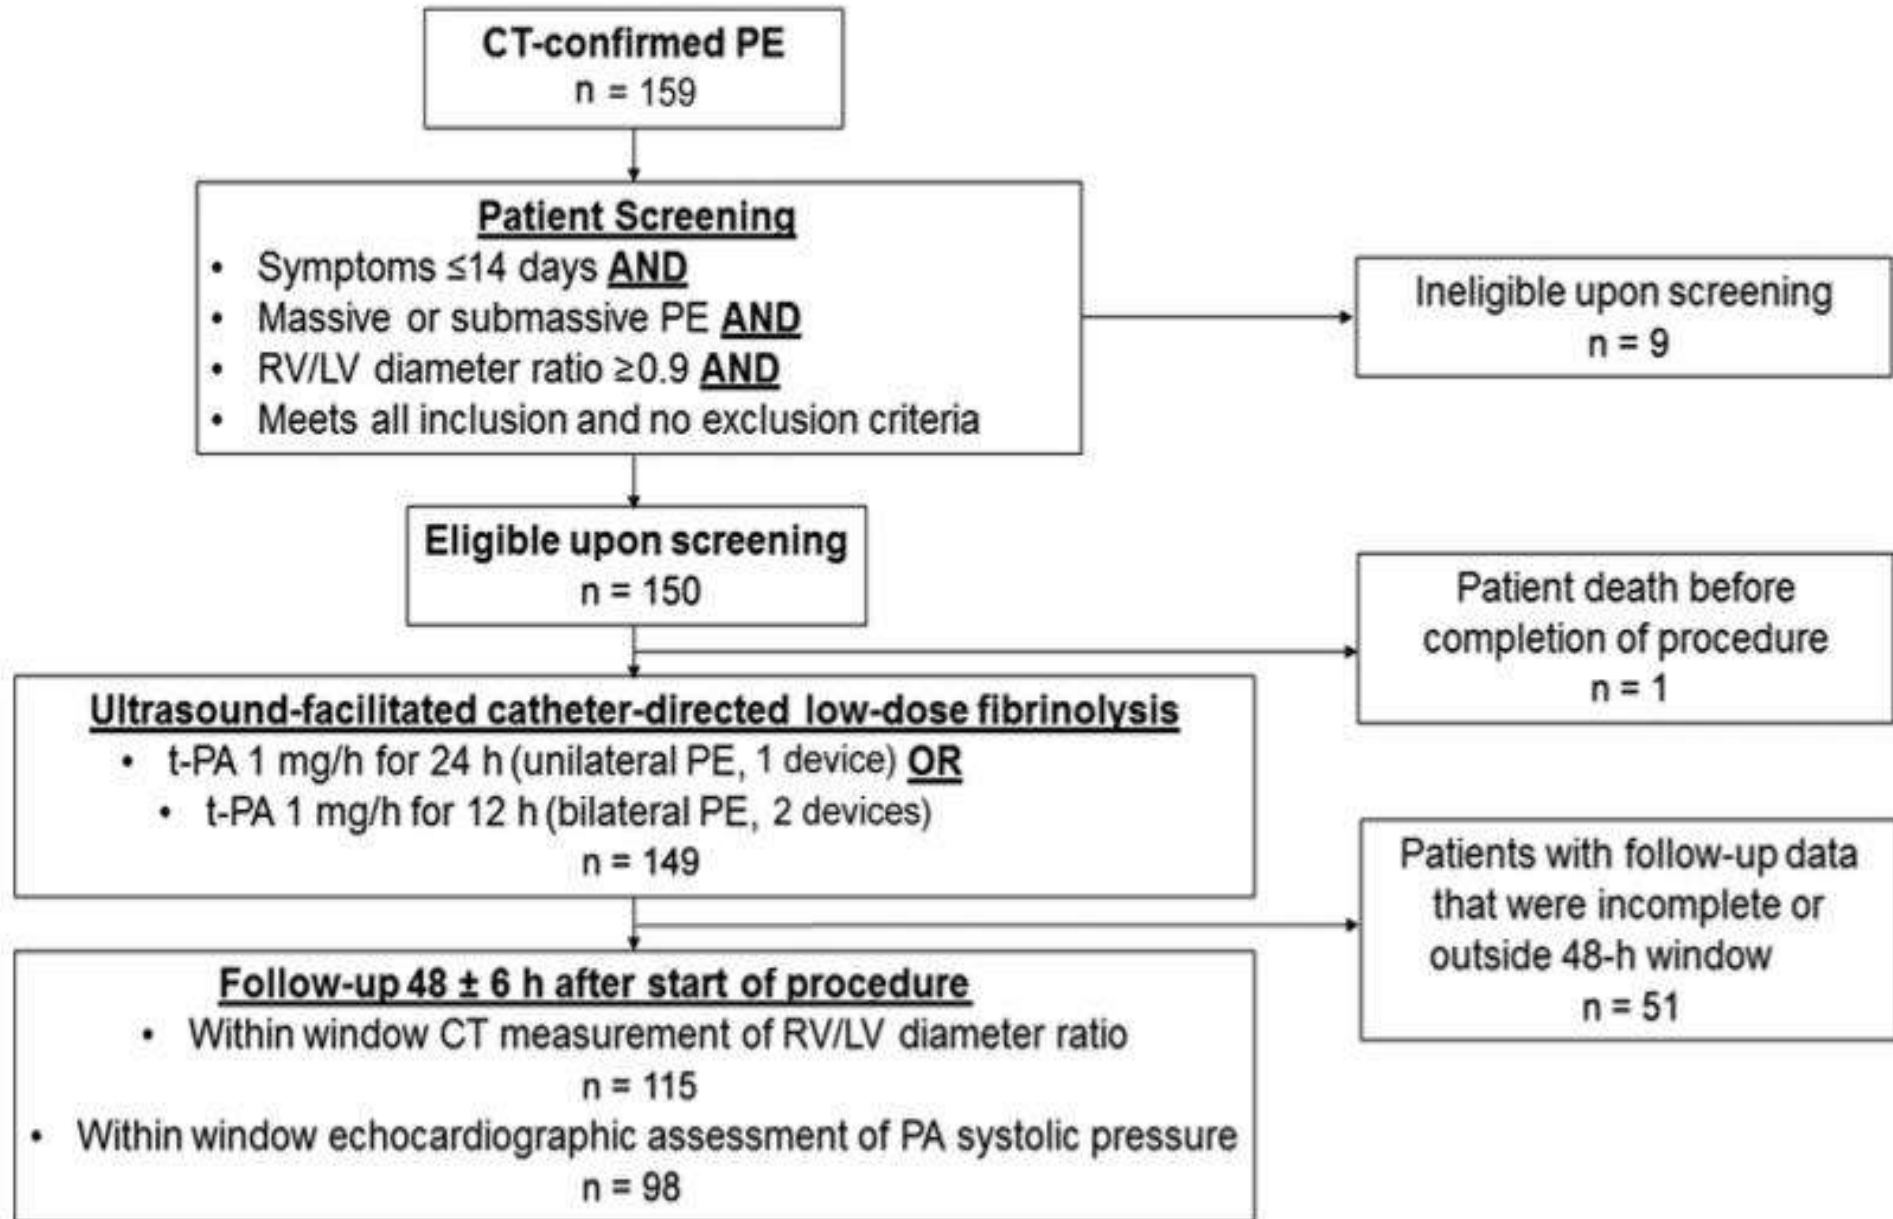 CT-confirmed PE
n = 159
Patient Screening
• Symptoms ≤14 days AND
• Massive or submassive PE AND
• RV/LV diameter ratio ≥0.9 AND
• Meets all inclusion and no exclusion criteria
Ineligible upon screening
n = 9
Eligible upon screening
n = 150
Patient death before
completion of procedure
n = 1
Ultrasound-facilitated catheter-directed low-dose fibrinolysis
• t-PA 1 mg/h for 24 h (unilateral PE, 1 device) OR
• t-PA 1 mg/h for 12 h (bilateral PE, 2 devices)
n = 149
Patients with follow-up data
that were incomplete or
outside 48-h window
n = 51
Follow-up 48 ± 6 h after start of procedure
• Within window CT measurement of RV/LV diameter ratio
n = 115
• Within window echocardiographic assessment of PA systolic pressure
n = 98